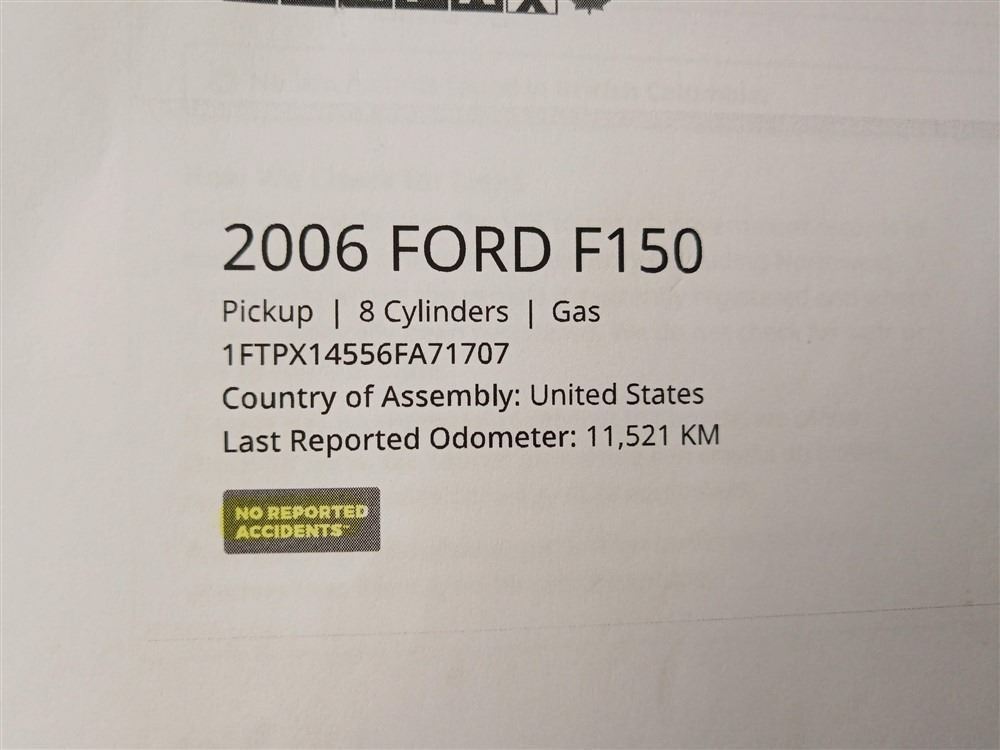 2006 FORD F150
Pickup | 8 Cylinders | Gas
1FTPX14556FA71707
Country of Assembly: United States
Last Reported Odometer: 11,521 KM
NO REPORTED
ACCIDENTS